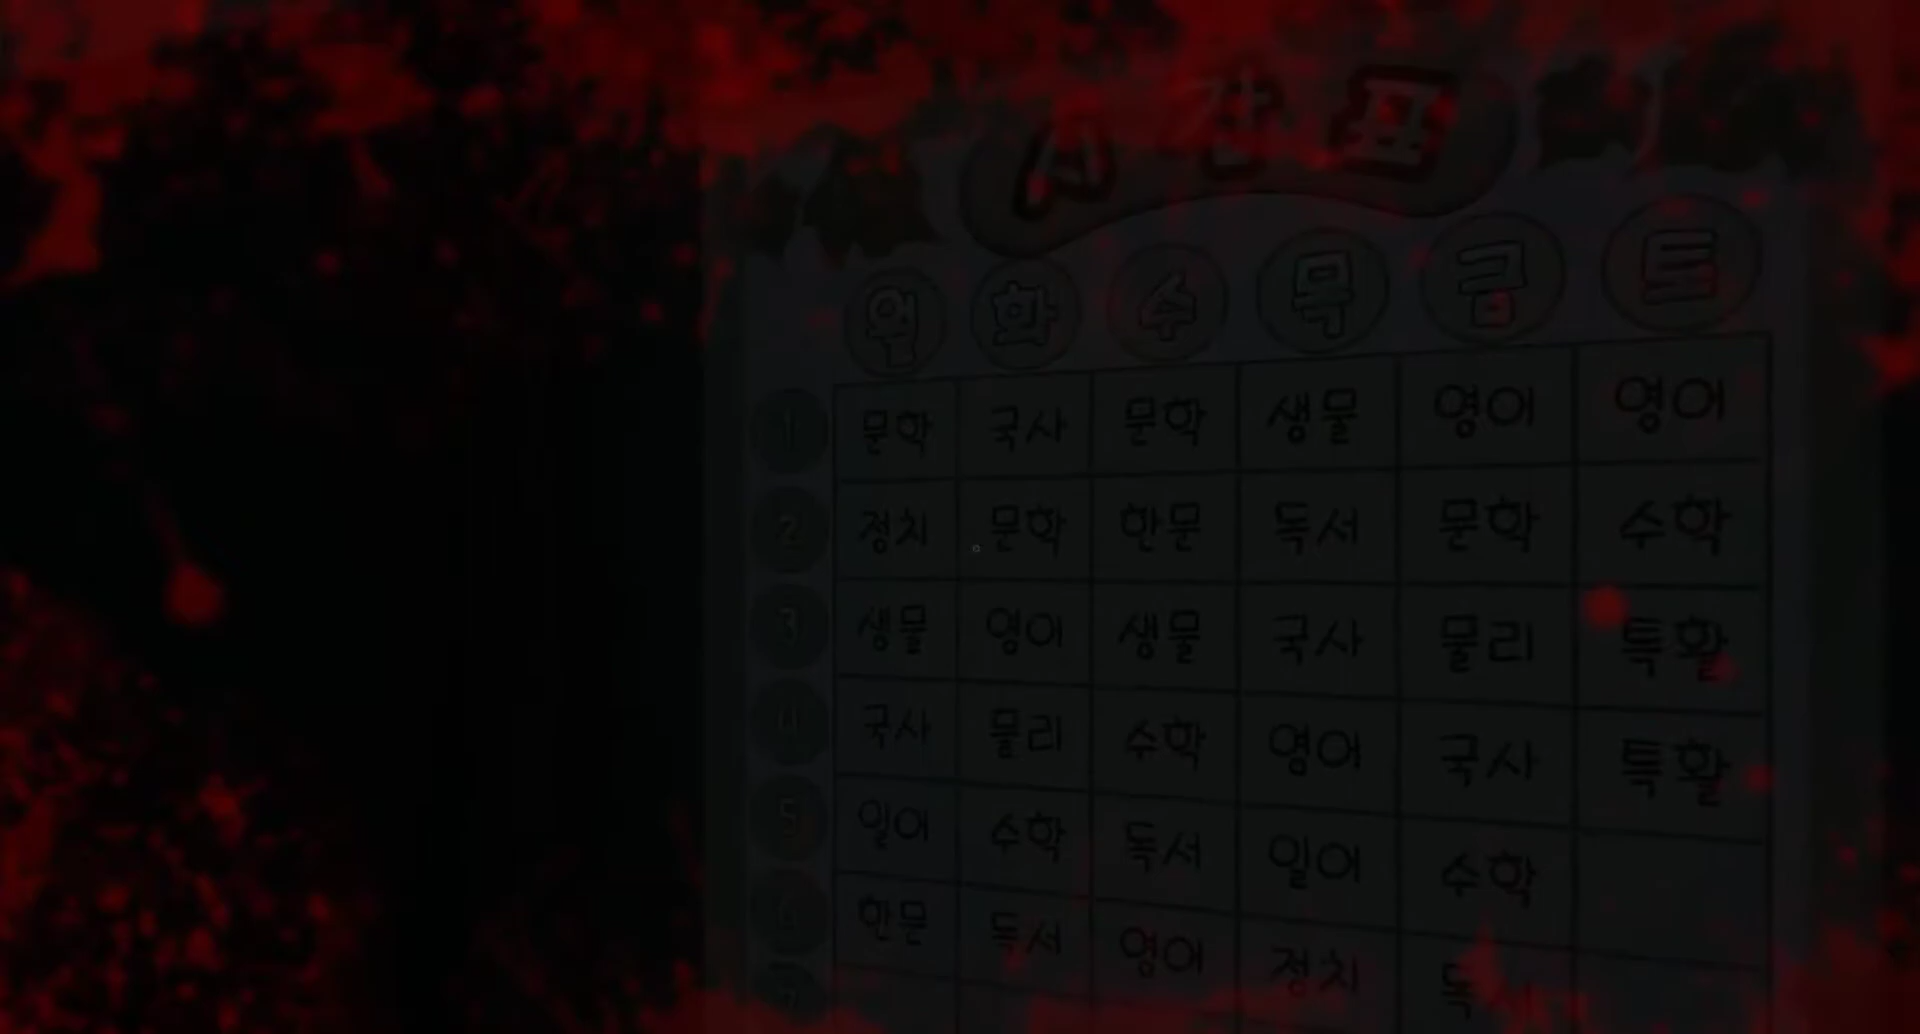 시간표
월 화 수 목 금 토
1 문학 국사 문학 생물 영어 영어
2 정치 문학 한문 독서 문학 수학
3 생물 영어 생물 국사 물리 특활
4 국사 물리 수학 영어 국사 특활
5 일어 수학 독서 일어 수학
6 한문 독서 영어 정치
7